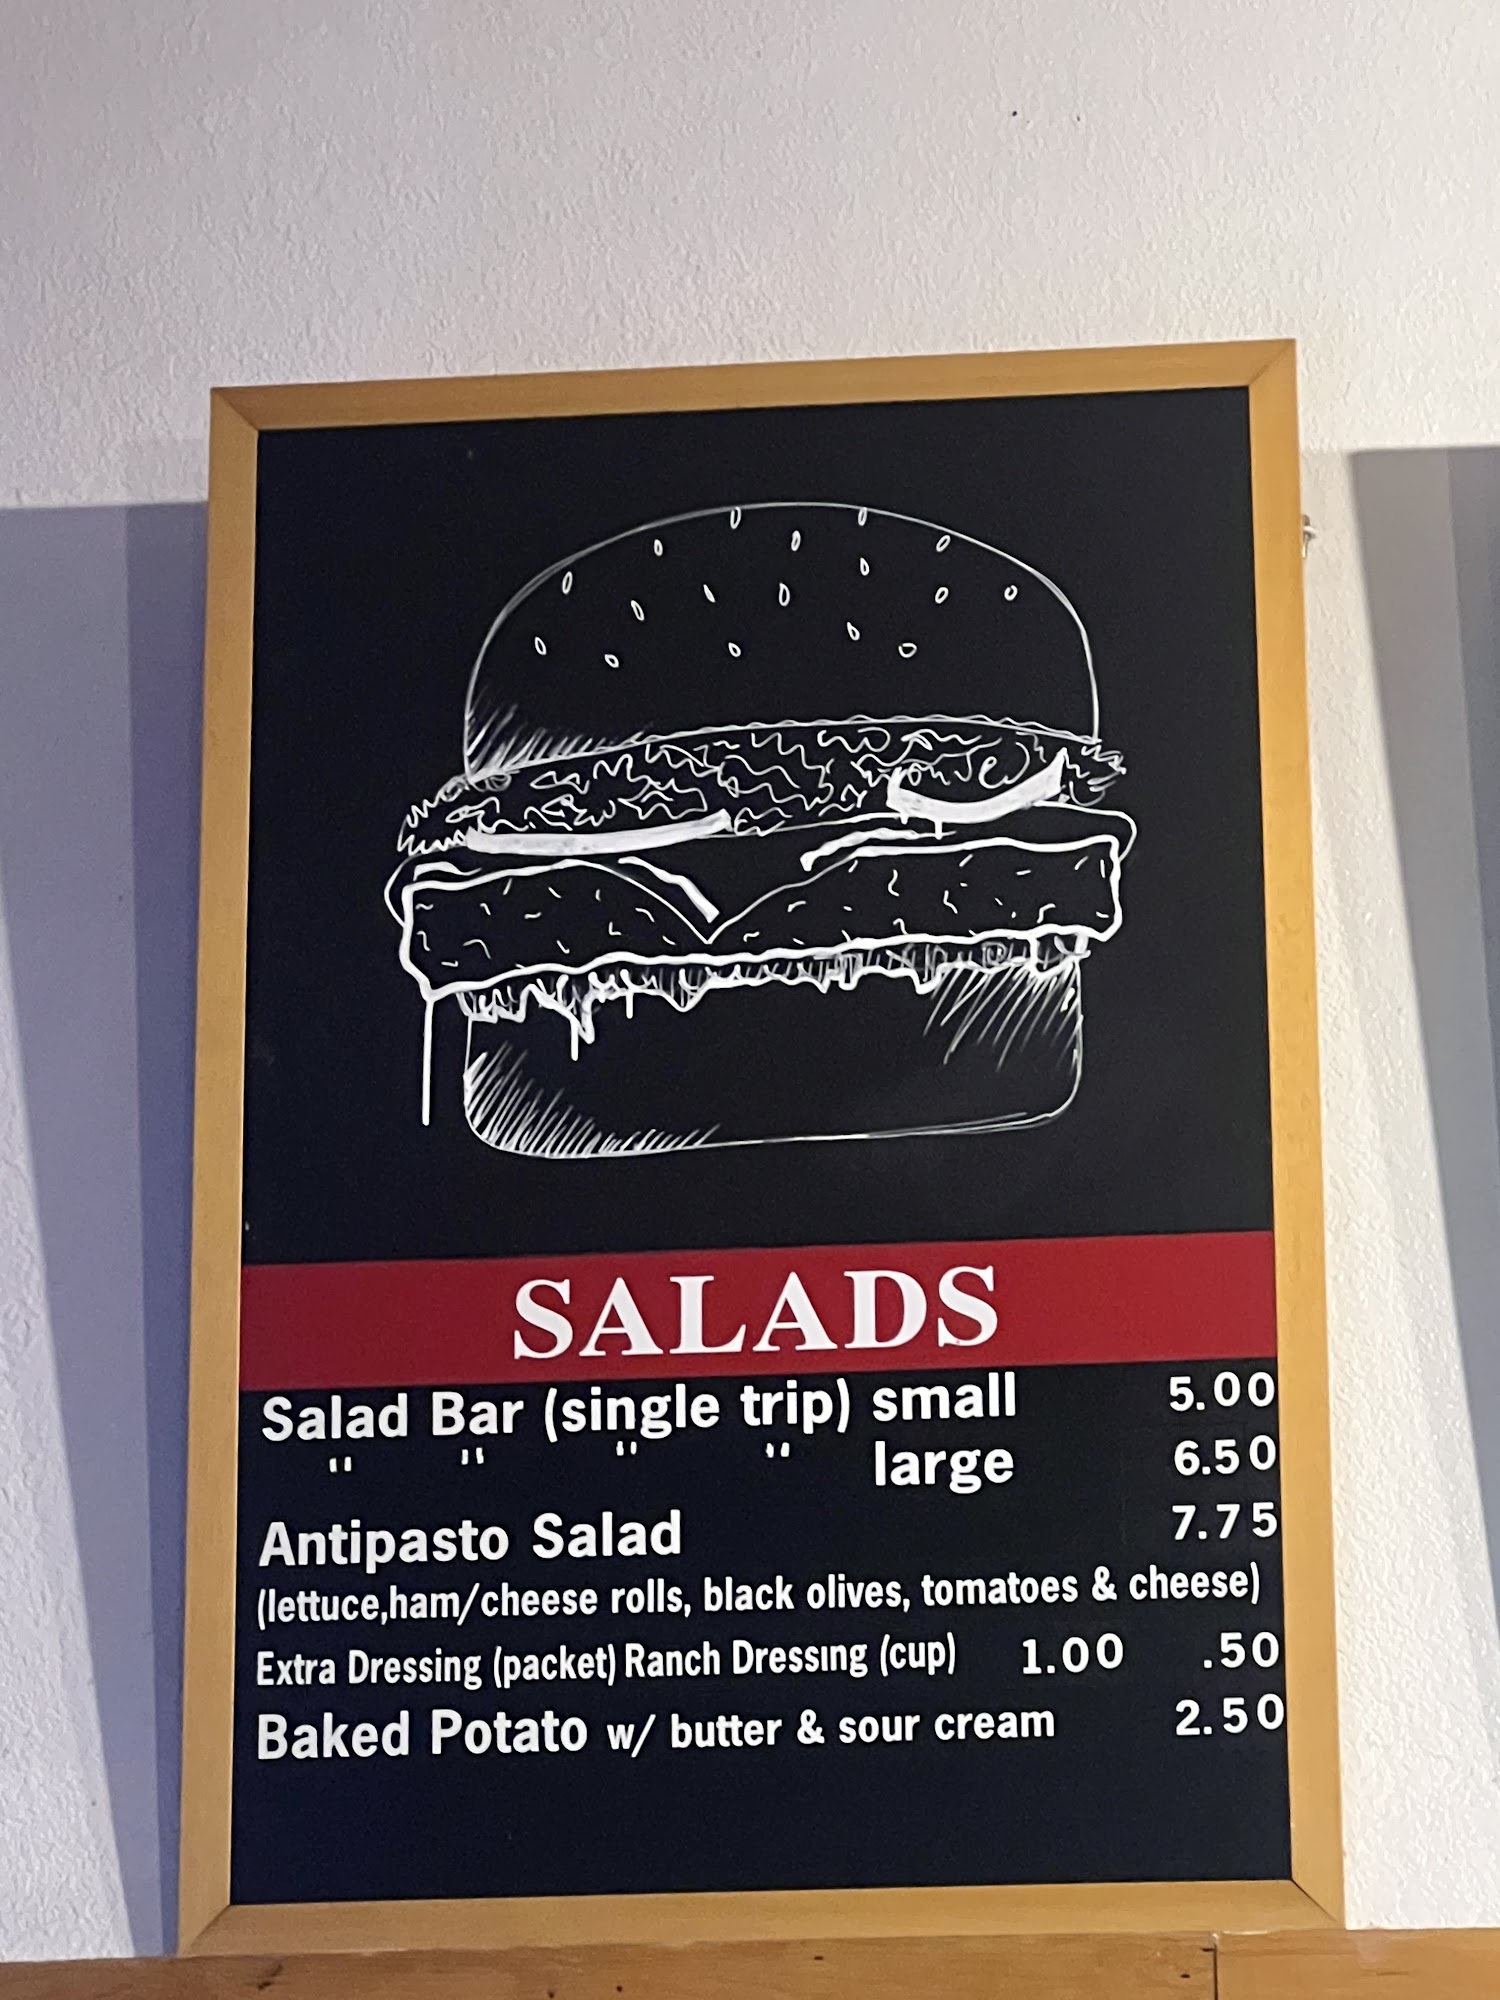 SALADS
Salad Bar (single trip) small 5.00
" " " " large 6.50
Antipasto Salad 7.75
(lettuce,ham/cheese rolls, black olives, tomatoes & cheese)
Extra Dressing (packet) Ranch Dressing (cup) 1.00 .50
Baked Potato w/ butter & sour cream 2.50